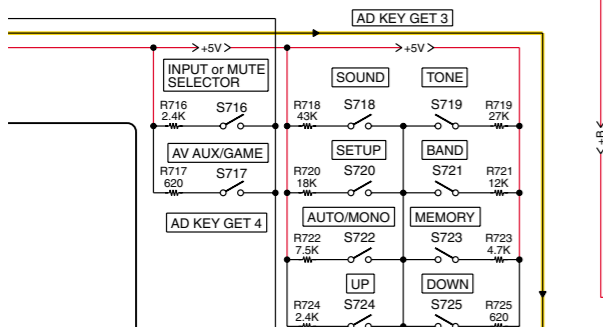 AD KEY GET 3
+5V
+5V
INPUT or MUTE
SELECTOR
SOUND
TONE
R716
2.4K
S716
R718
43K
S718
S719
R719
27K
AV AUX/GAME
SETUP
BAND
R717
620
S717
R720
18K
S720
S721
R721
12K
AD KEY GET 4
AUTO/MONO
MEMORY
R722
7.5K
S722
S723
R723
4.7K
UP
DOWN
R724
2.4K
S724
S725
R725
620
+B